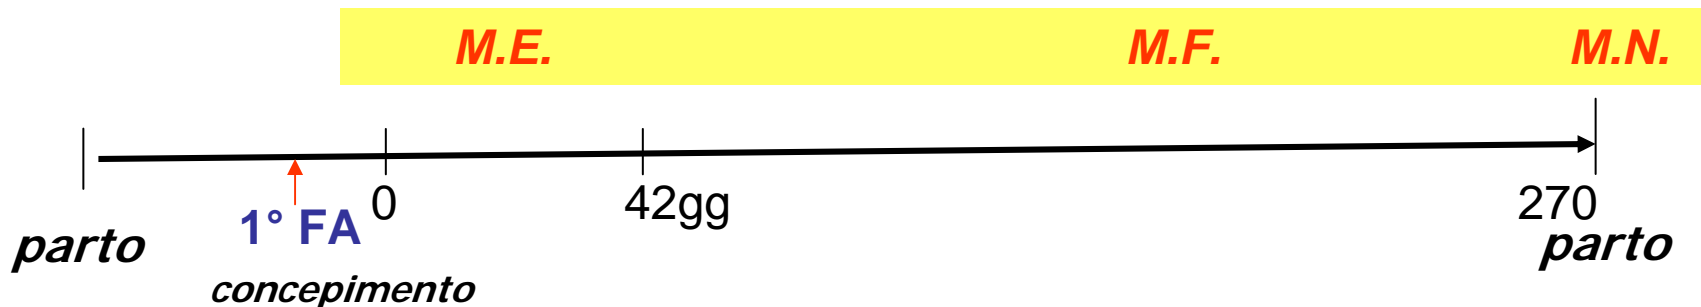 M.E. M.F. M.N.
0 42gg 270
parto 1° FA parto
concepimento